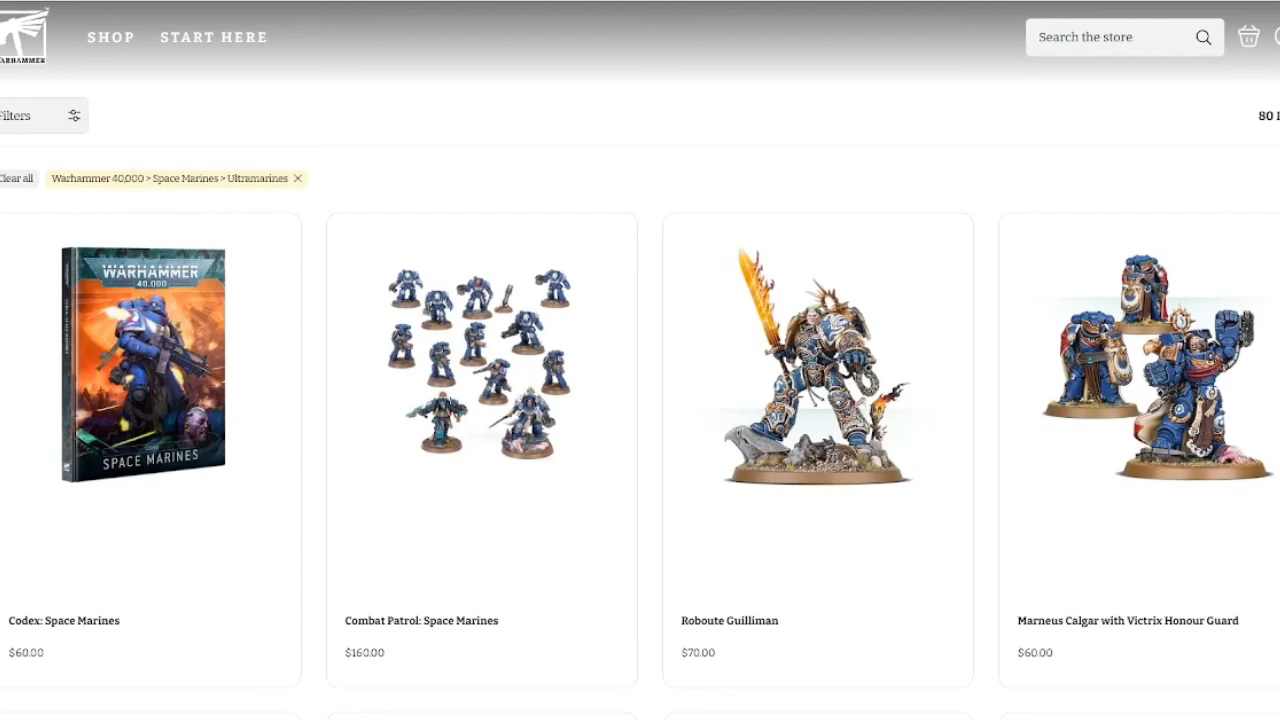 WARHAMMER
SHOP START HERE
Search the store
Filters
80
Clear all
Warhammer 40,000 > Space Marines > Ultramarines
WARHAMMER
40,000
CODEX
SPACE MARINES
Codex: Space Marines
$60.00
Combat Patrol: Space Marines
$160.00
Roboute Guilliman
$70.00
Marneus Calgar with Victrix Honour Guard
$60.00